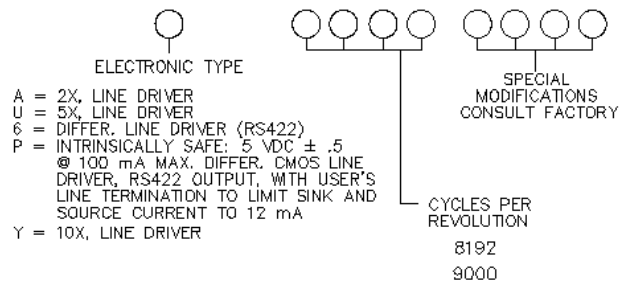 ELECTRONIC TYPE
A = 2X, LINE DRIVER
U = 5X, LINE DRIVER
6 = DIFFER. LINE DRIVER (RS422)
P = INTRINSICALLY SAFE: 5 VDC ± .5
@ 100 mA MAX. DIFFER. CMOS LINE
DRIVER, RS422 OUTPUT, WITH USER'S
LINE TERMINATION TO LIMIT SINK AND
SOURCE CURRENT TO 12 mA
Y = 10X, LINE DRIVER
CYCLES PER
REVOLUTION
8192
9000
SPECIAL
MODIFICATIONS
CONSULT FACTORY